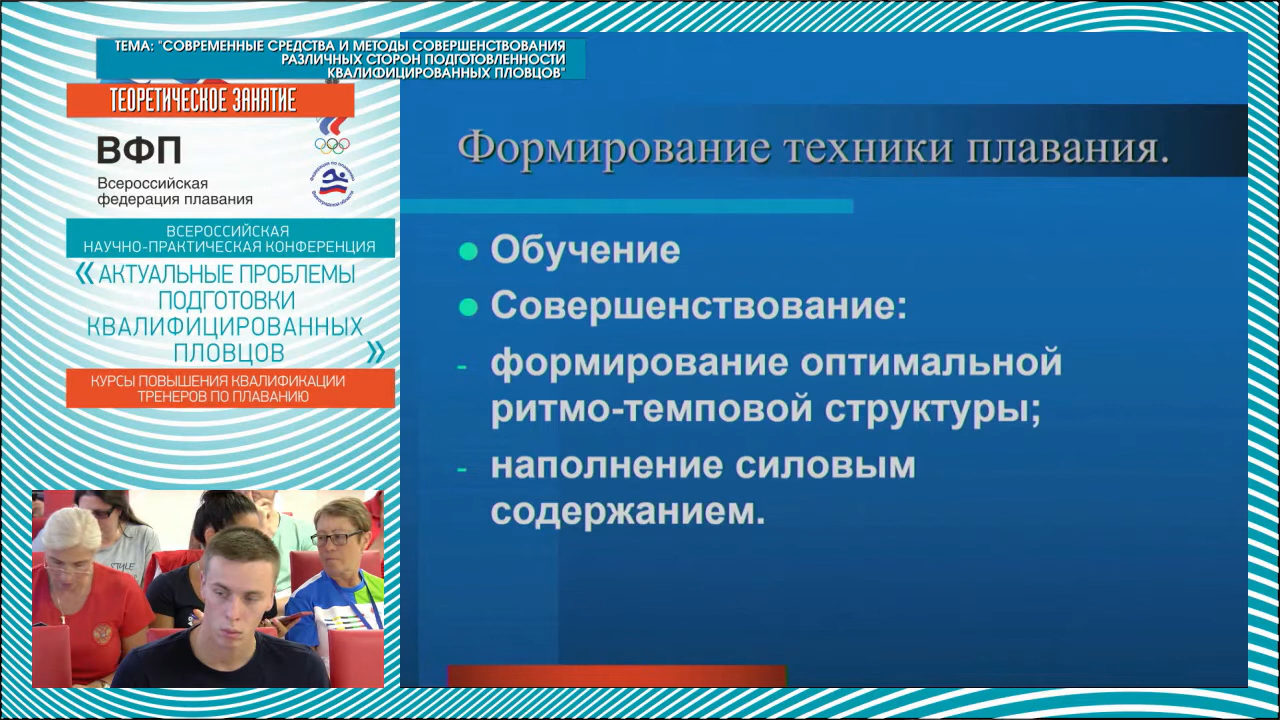 ТЕМА: "СОВРЕМЕННЫЕ СРЕДСТВА И МЕТОДЫ СОВЕРШЕНСТВОВАНИЯ
РАЗЛИЧНЫХ СТОРОН ПОДГОТОВЛЕННОСТИ
КВАЛИФИЦИРОВАННЫХ ПЛОВЦОВ"
ТЕОРЕТИЧЕСКОЕ ЗАНЯТИЕ
ВФП
Всероссийская
федерация плавания
ВСЕРОССИЙСКАЯ
НАУЧНО-ПРАКТИЧЕСКАЯ КОНФЕРЕНЦИЯ
«АКТУАЛЬНЫЕ ПРОБЛЕМЫ
ПОДГОТОВКИ
КВАЛИФИЦИРОВАННЫХ
ПЛОВЦОВ»
КУРСЫ ПОВЫШЕНИЯ КВАЛИФИКАЦИИ
ТРЕНЕРОВ ПО ПЛАВАНИЮ
Формирование техники плавания.
● Обучение
● Совершенствование:
- формирование оптимальной
ритмо-темповой структуры;
- наполнение силовым
содержанием.
STYLE